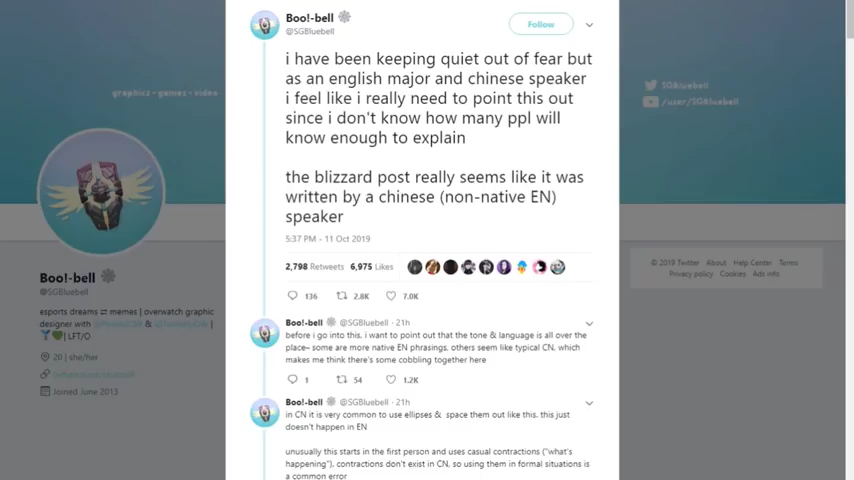 Boo!-bell
@SGBluebell
Follow
i have been keeping quiet out of fear but
as an english major and chinese speaker
i feel like i really need to point this out
since i don't know how many ppl will
know enough to explain
the blizzard post really seems like it was
written by a chinese (non-native EN)
speaker
5:37 PM - 11 Oct 2019
2,798 Retweets 6,975 Likes
136 2.8K 7.0K
Boo!-bell @SGBluebell · 21h
before i go into this, i want to point out that the tone & language is all over the
place– some are more native EN phrasings, others seem like typical CN, which
makes me think there's some cobbling together here
1 54 1.2K
Boo!-bell @SGBluebell · 21h
in CN it is very common to use ellipses & space them out like this. this just
doesn't happen in EN
unusually this starts in the first person and uses casual contractions ("what's
happening"), contractions don't exist in CN, so using them in formal situations is
a common error
graphics - games - video
SGBluebell
/user/SGBluebell
Boo!-bell
@SGBluebell
esports dreams ⇄ memes | overwatch graphic
designer with & |
| LFT/O
20 | she/her
Joined June 2013
© 2019 Twitter About Help Center Terms
Privacy policy Cookies Ads info